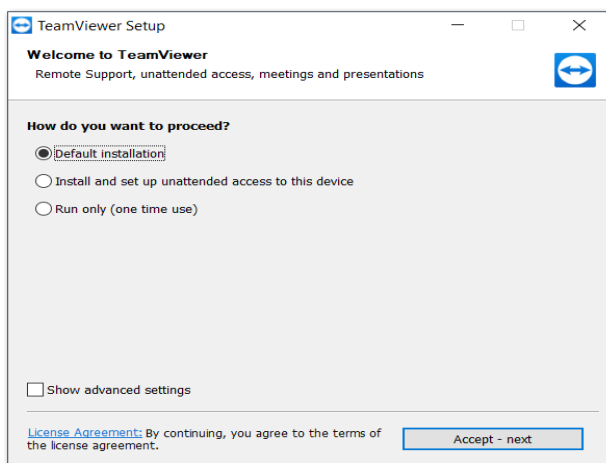 TeamViewer Setup
Welcome to TeamViewer
Remote Support, unattended access, meetings and presentations
How do you want to proceed?
Default installation
Install and set up unattended access to this device
Run only (one time use)
Show advanced settings
License Agreement: By continuing, you agree to the terms of
the license agreement.
Accept - next